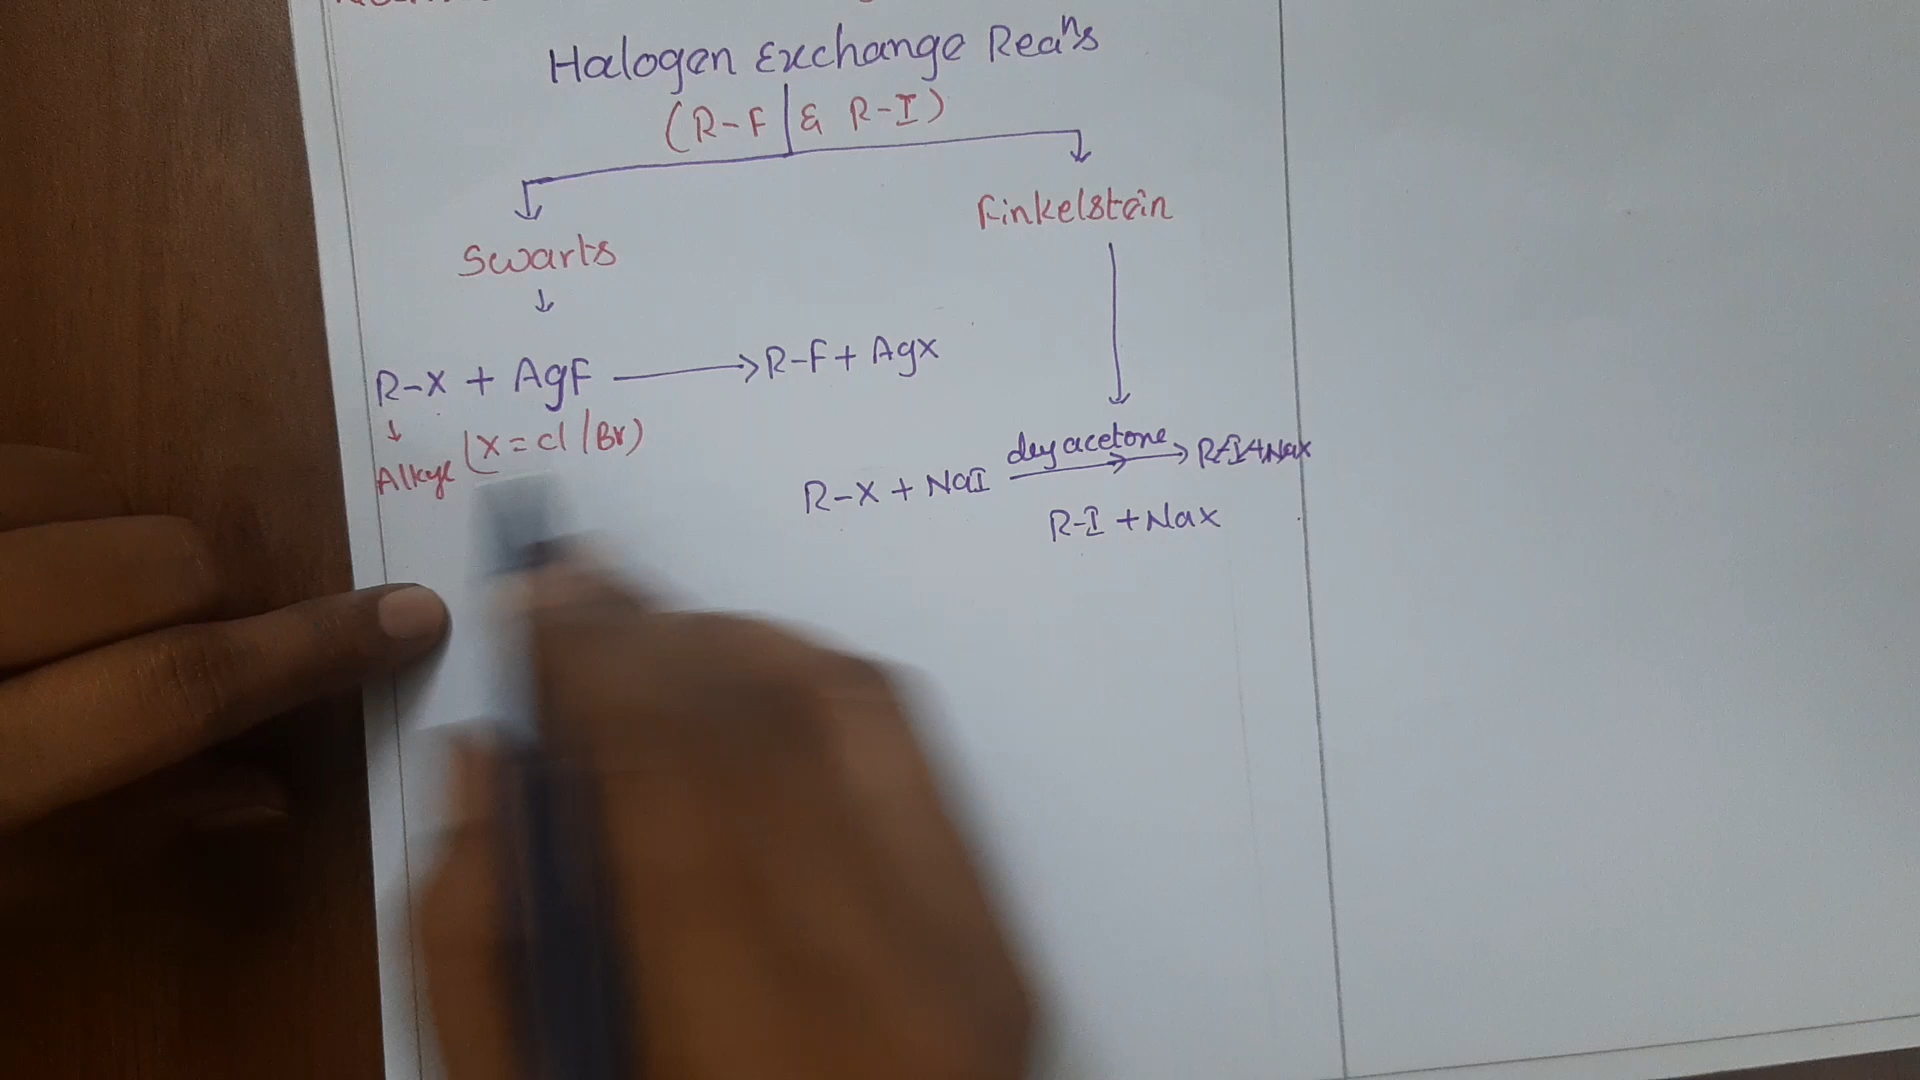 Halogen Exchange Reaⁿs
(R-F & R-I)
Swarts
Finkelstein
R-X + AgF → R-F + AgX
↓ (X = Cl / Br)
Alkyl
R-X + NaI dry acetone → R-I + NaX
R-I + NaX